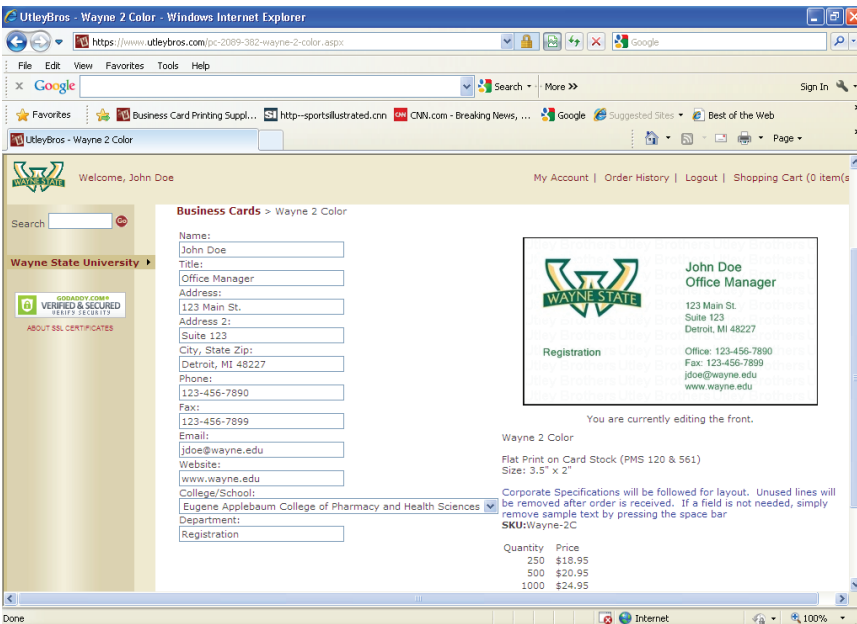 UtleyBros - Wayne 2 Color - Windows Internet Explorer
https://www.utleybros.com/pc-2089-382-wayne-2-color.aspx
Google
File Edit View Favorites Tools Help
x Google Search More >> Sign In
Favorites Business Card Printing Suppl... http--sportsillustrated.cnn CNN.com - Breaking News, ... Google Suggested Sites Best of the Web
UtleyBros - Wayne 2 Color Page
WAYNE STATE Welcome, John Doe My Account | Order History | Logout | Shopping Cart (0 item(s
Search Go
Wayne State University
GODADDY.COM®
VERIFIED & SECURED
VERIFY SECURITY
ABOUT SSL CERTIFICATES
Business Cards > Wayne 2 Color
Name:
John Doe
Title:
Office Manager
Address:
123 Main St.
Address 2:
Suite 123
City, State Zip:
Detroit, MI 48227
Phone:
123-456-7890
Fax:
123-456-7899
Email:
jdoe@wayne.edu
Website:
www.wayne.edu
College/School:
Eugene Applebaum College of Pharmacy and Health Sciences
Department:
Registration
WAYNE STATE
Registration
John Doe
Office Manager
123 Main St.
Suite 123
Detroit, MI 48227
Office: 123-456-7890
Fax: 123-456-7899
jdoe@wayne.edu
www.wayne.edu
You are currently editing the front.
Wayne 2 Color
Flat Print on Card Stock (PMS 120 & 561)
Size: 3.5" x 2"
Corporate Specifications will be followed for layout. Unused lines will
be removed after order is received. If a field is not needed, simply
remove sample text by pressing the space bar
SKU:Wayne-2C
Quantity Price
250 $18.95
500 $20.95
1000 $24.95
Done Internet 100%